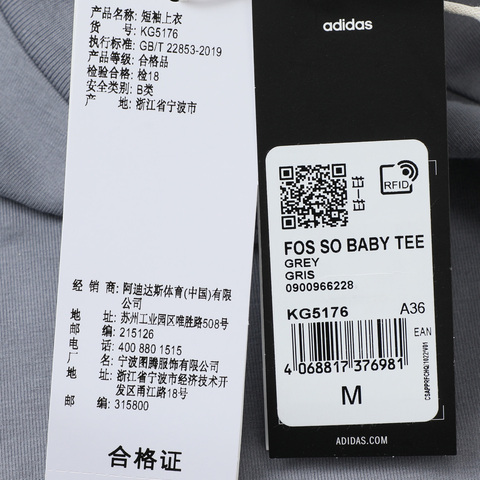 产品名称: 短袖上衣
货 号: KG5176
执行标准: GB/T 22853-2019
产品等级: 合格品
检验合格: 检18
安全类别: B类
产 地: 浙江省宁波市
经 销 商: 阿迪达斯体育(中国)有限
公司
地 址: 苏州工业园区唯胜路508号
邮 编: 215126
电 话: 400 880 1515
厂 名: 宁波图腾服饰有限公司
地 址: 浙江省宁波市经济技术开
发区甬江路18号
邮 编: 315800
合格证
adidas
RFID
FOS SO BABY TEE
GREY
GRIS
0900966228
KG5176 A36
EAN
4 068817 376981
M
ADIDAS.COM